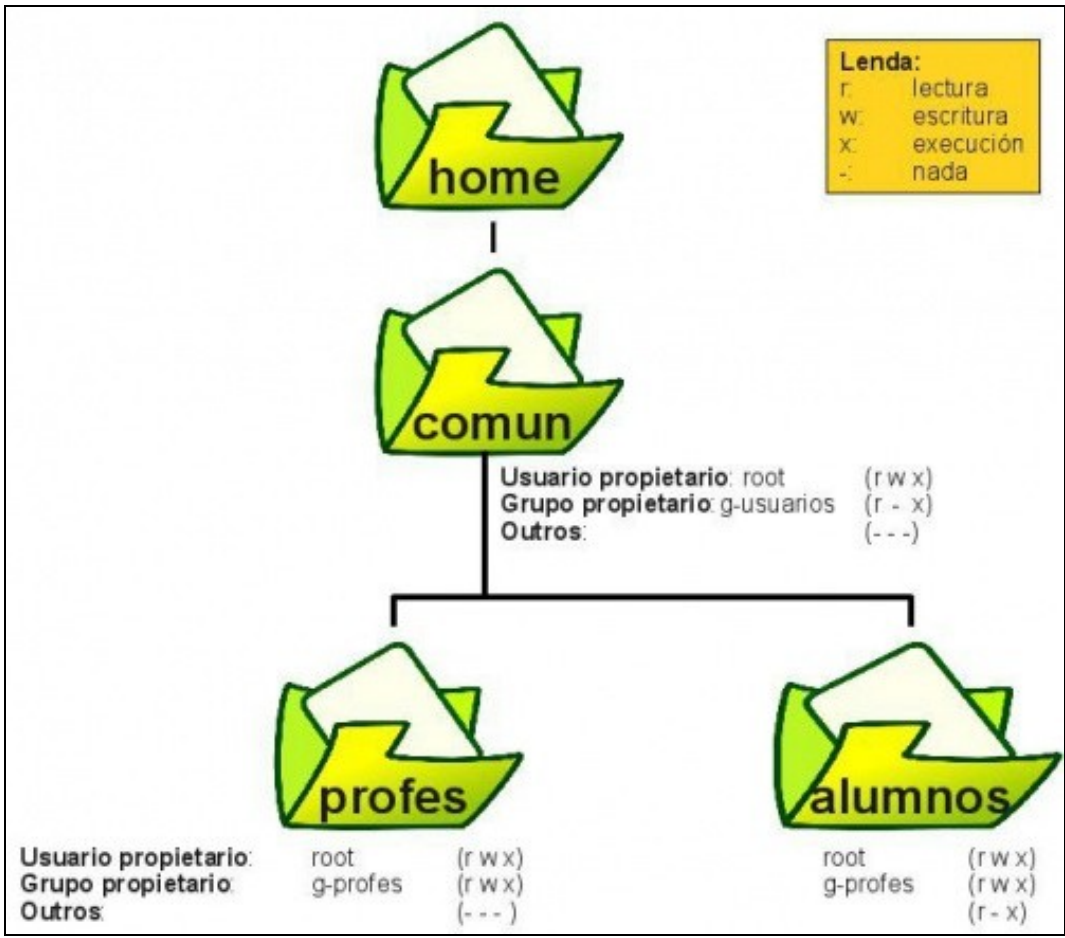 home
Lenda:
r: lectura
w: escritura
x: execución
-: nada
comun
Usuario propietario: root (r w x)
Grupo propietario: g-usuarios (r - x)
Outros: (- - -)
profes
alumnos
Usuario propietario: root (r w x) root (r w x)
Grupo propietario: g-profes (r w x) g-profes (r w x)
Outros: (- - - ) (r - x)